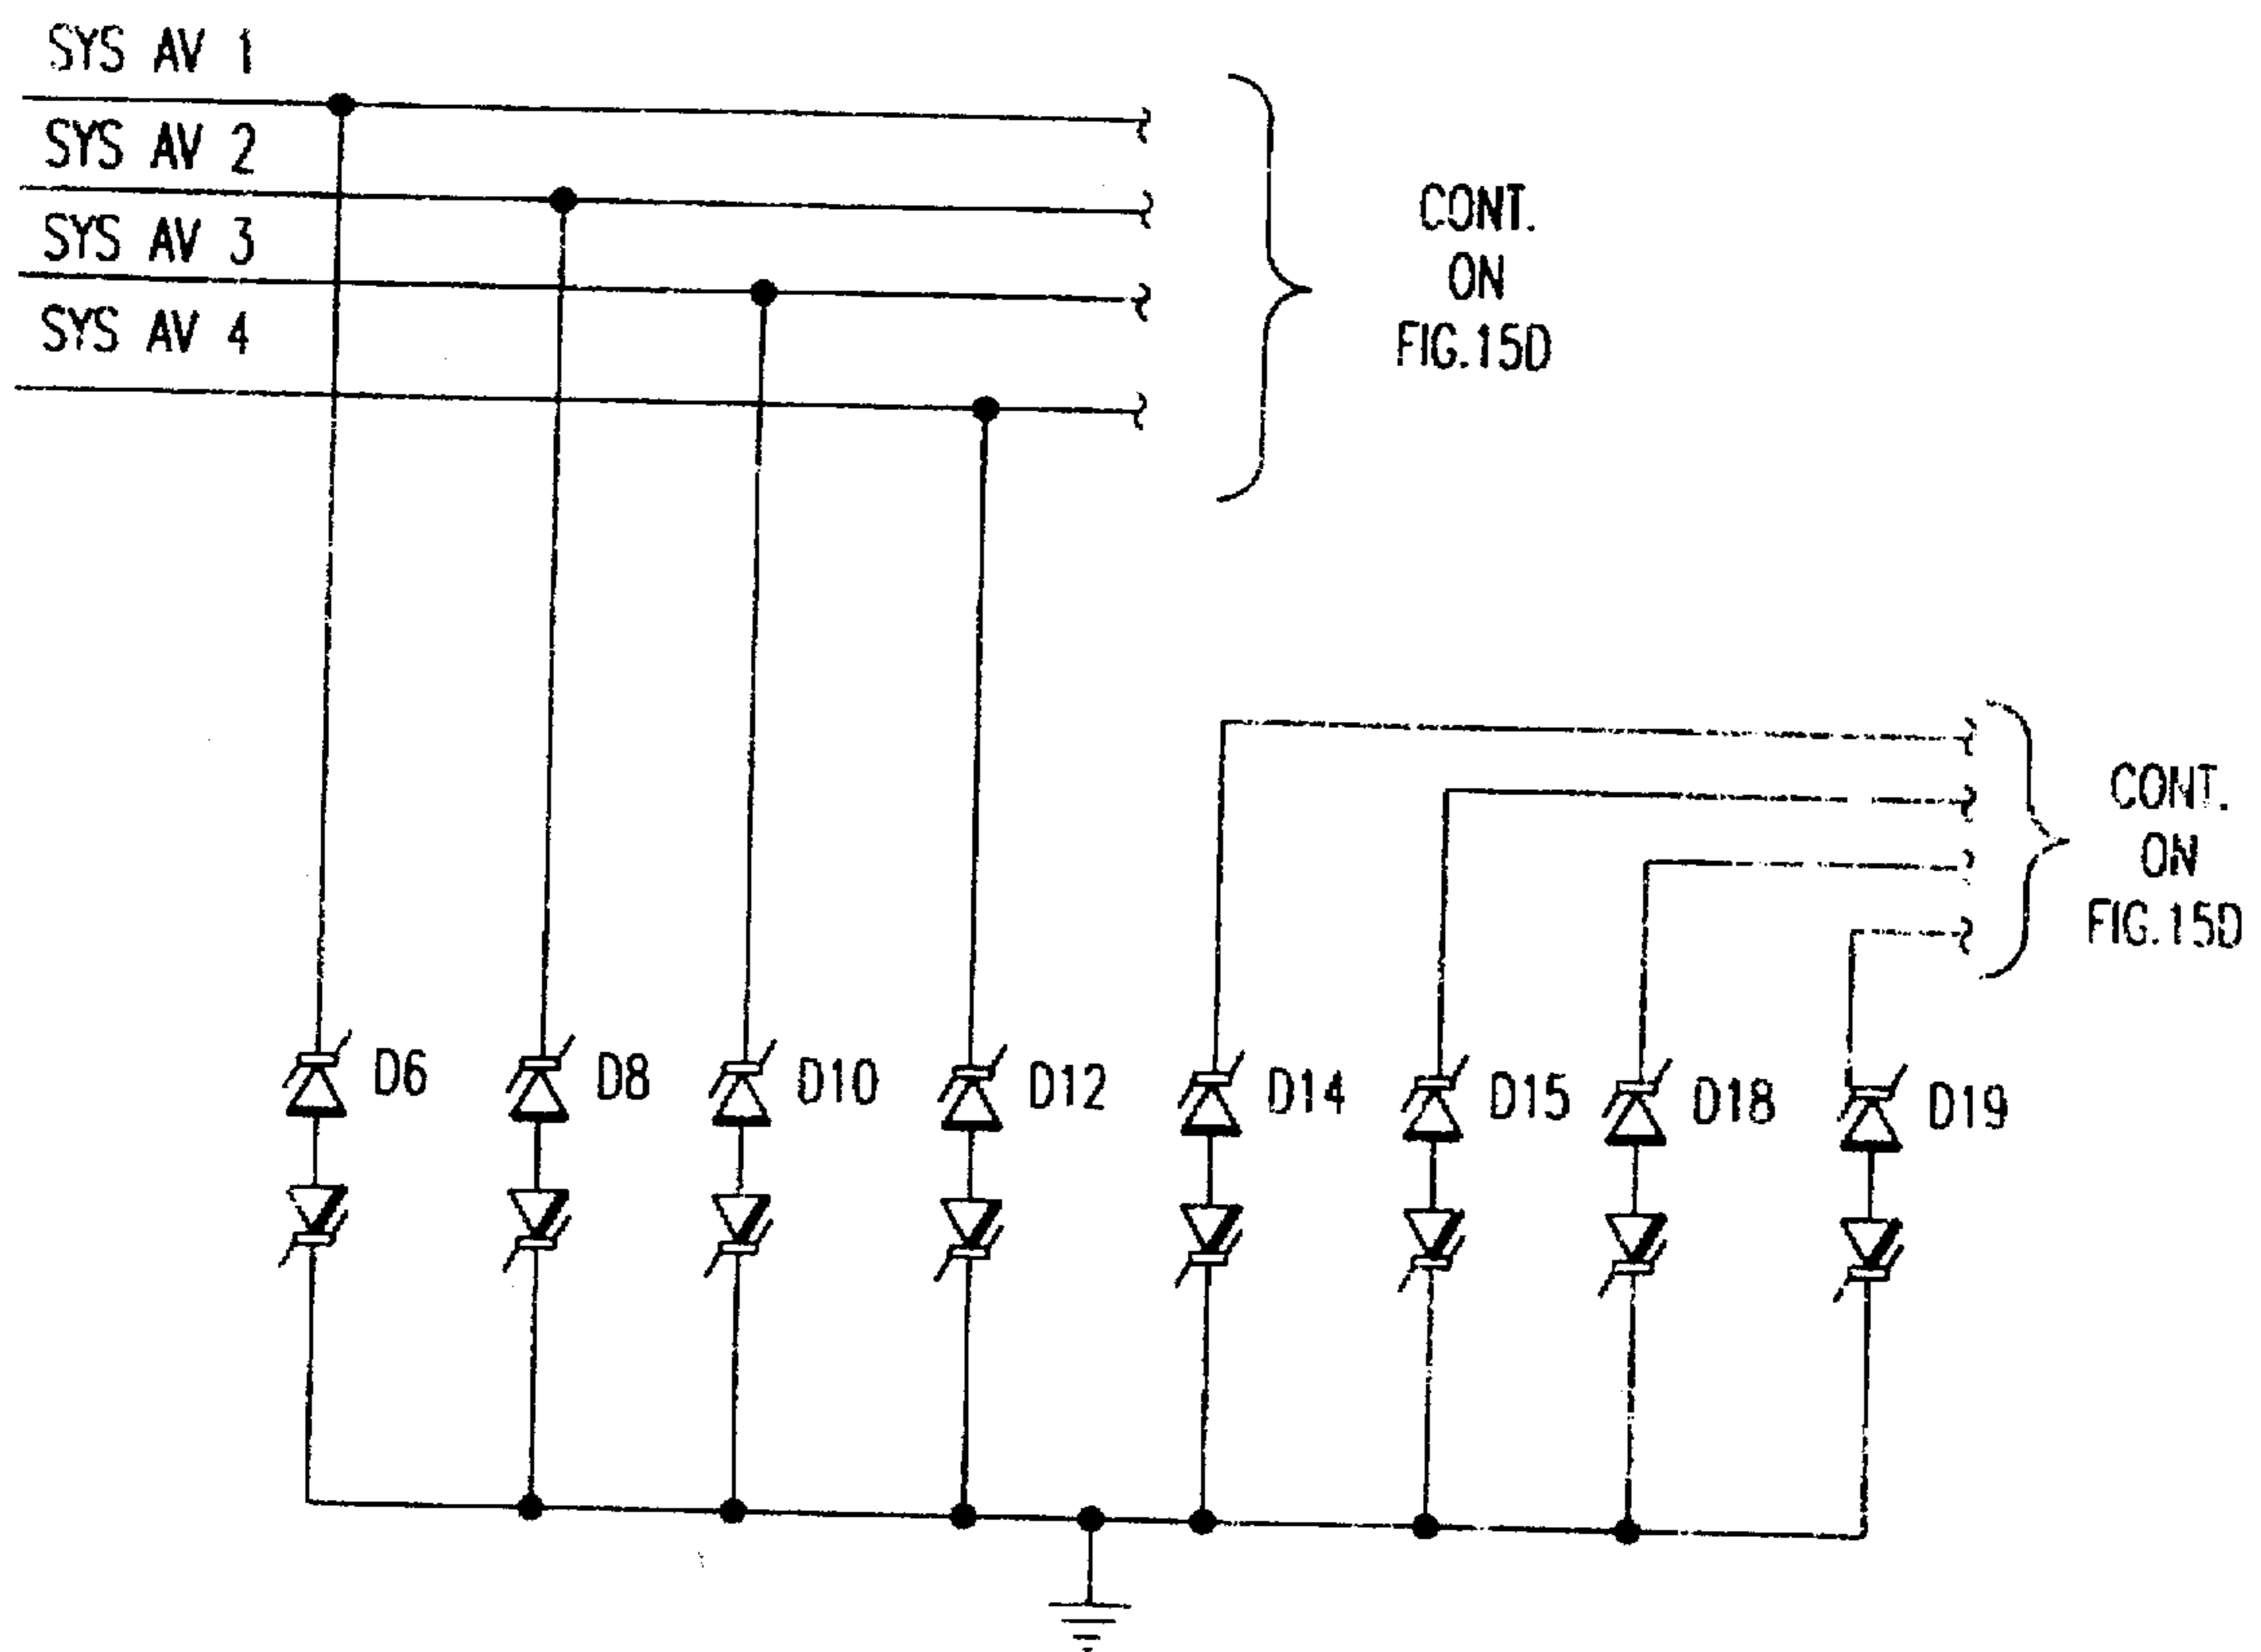 SYS AV 1
SYS AV 2
SYS AV 3
SYS AV 4
CONT.
ON
FIG.15D
CONT.
ON
FIG.15D
D6
D8
D10
D12
D14
D15
D18
D19